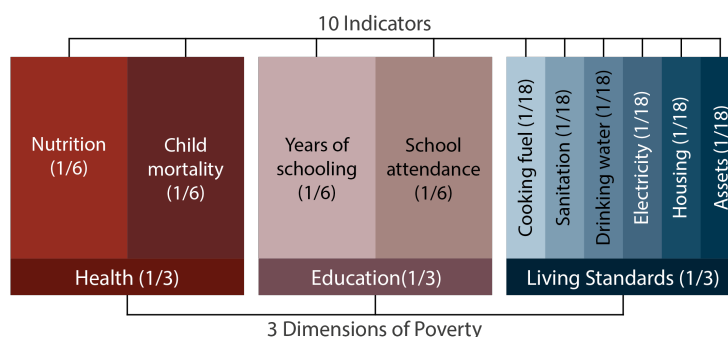 10 Indicators
Nutrition
(1/6)
Child
mortality
(1/6)
Years of
schooling
(1/6)
School
attendance
(1/6)
Cooking fuel (1/18)
Sanitation (1/18)
Drinking water (1/18)
Electricity (1/18)
Housing (1/18)
Assets (1/18)
Health (1/3)
Education(1/3)
Living Standards (1/3)
3 Dimensions of Poverty